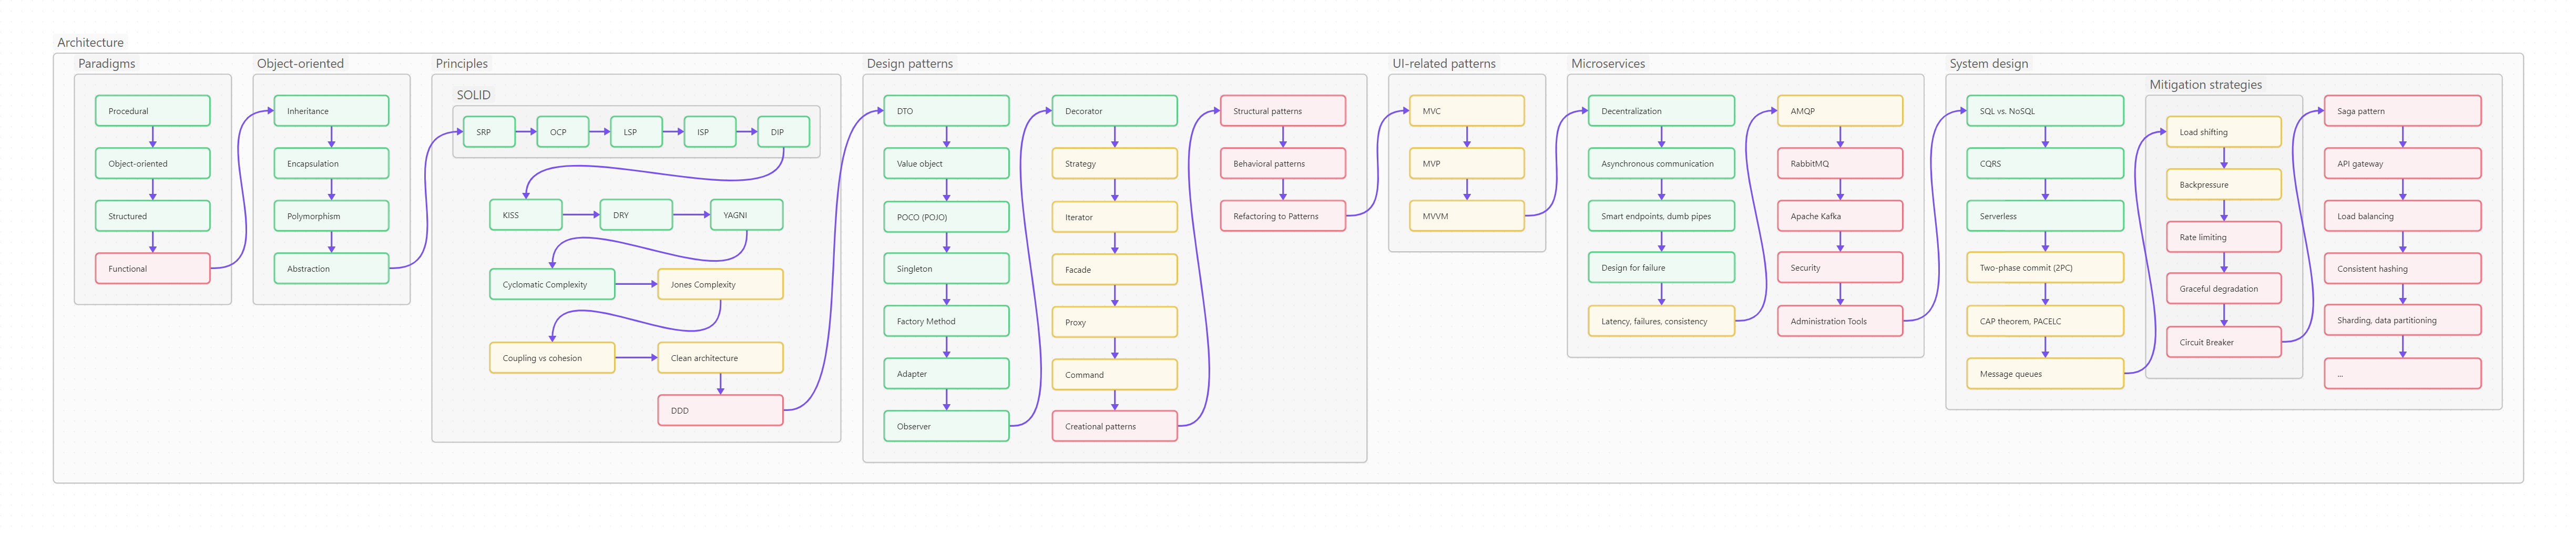 Architecture
Paradigms
Procedural
Object-oriented
Structured
Functional
Object-oriented
Inheritance
Encapsulation
Polymorphism
Abstraction
Principles
SOLID
SRP
OCP
LSP
ISP
DIP
KISS
DRY
YAGNI
Cyclomatic Complexity
Jones Complexity
Coupling vs cohesion
Clean architecture
DDD
Design patterns
DTO
Value object
POCO (POJO)
Singleton
Factory Method
Adapter
Observer
Decorator
Strategy
Iterator
Facade
Proxy
Command
Creational patterns
Structural patterns
Behavioral patterns
Refactoring to Patterns
UI-related patterns
MVC
MVP
MVVM
Microservices
Decentralization
Asynchronous communication
Smart endpoints, dumb pipes
Design for failure
Latency, failures, consistency
AMQP
RabbitMQ
Apache Kafka
Security
Administration Tools
System design
SQL vs. NoSQL
CQRS
Serverless
Two-phase commit (2PC)
CAP theorem, PACELC
Message queues
Mitigation strategies
Load shifting
Backpressure
Rate limiting
Graceful degradation
Circuit Breaker
Saga pattern
API gateway
Load balancing
Consistent hashing
Sharding, data partitioning
...